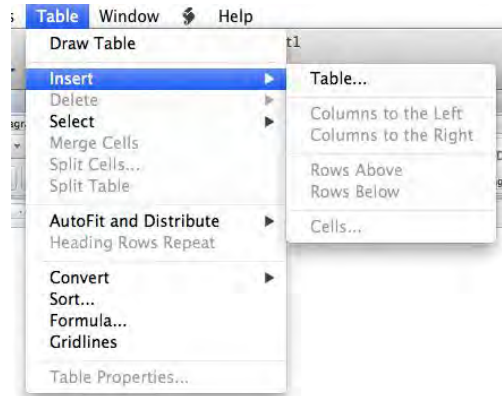 Table Window Help
Draw Table
Insert
Delete
Select
Merge Cells
Split Cells...
Split Table
AutoFit and Distribute
Heading Rows Repeat
Convert
Sort...
Formula...
Gridlines
Table Properties...
Table...
Columns to the Left
Columns to the Right
Rows Above
Rows Below
Cells...